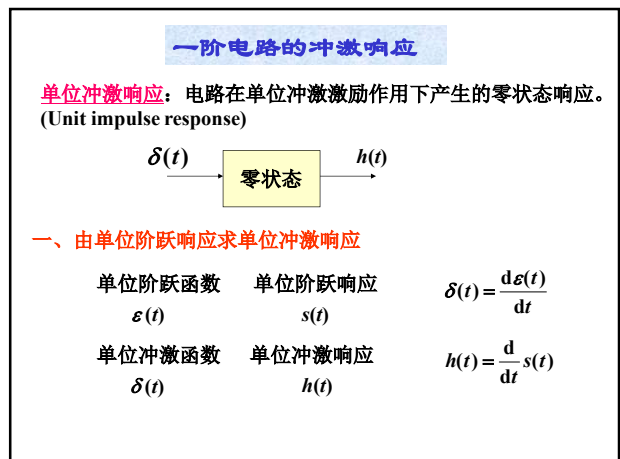 一阶电路的冲激响应
单位冲激响应：电路在单位冲激激励作用下产生的零状态响应。
(Unit impulse response)
δ(t) 零状态 h(t)
一、由单位阶跃响应求单位冲激响应
单位阶跃函数 单位阶跃响应 δ(t) = dε(t)/dt
ε(t) s(t)
单位冲激函数 单位冲激响应 h(t) = d/dt s(t)
δ(t) h(t)